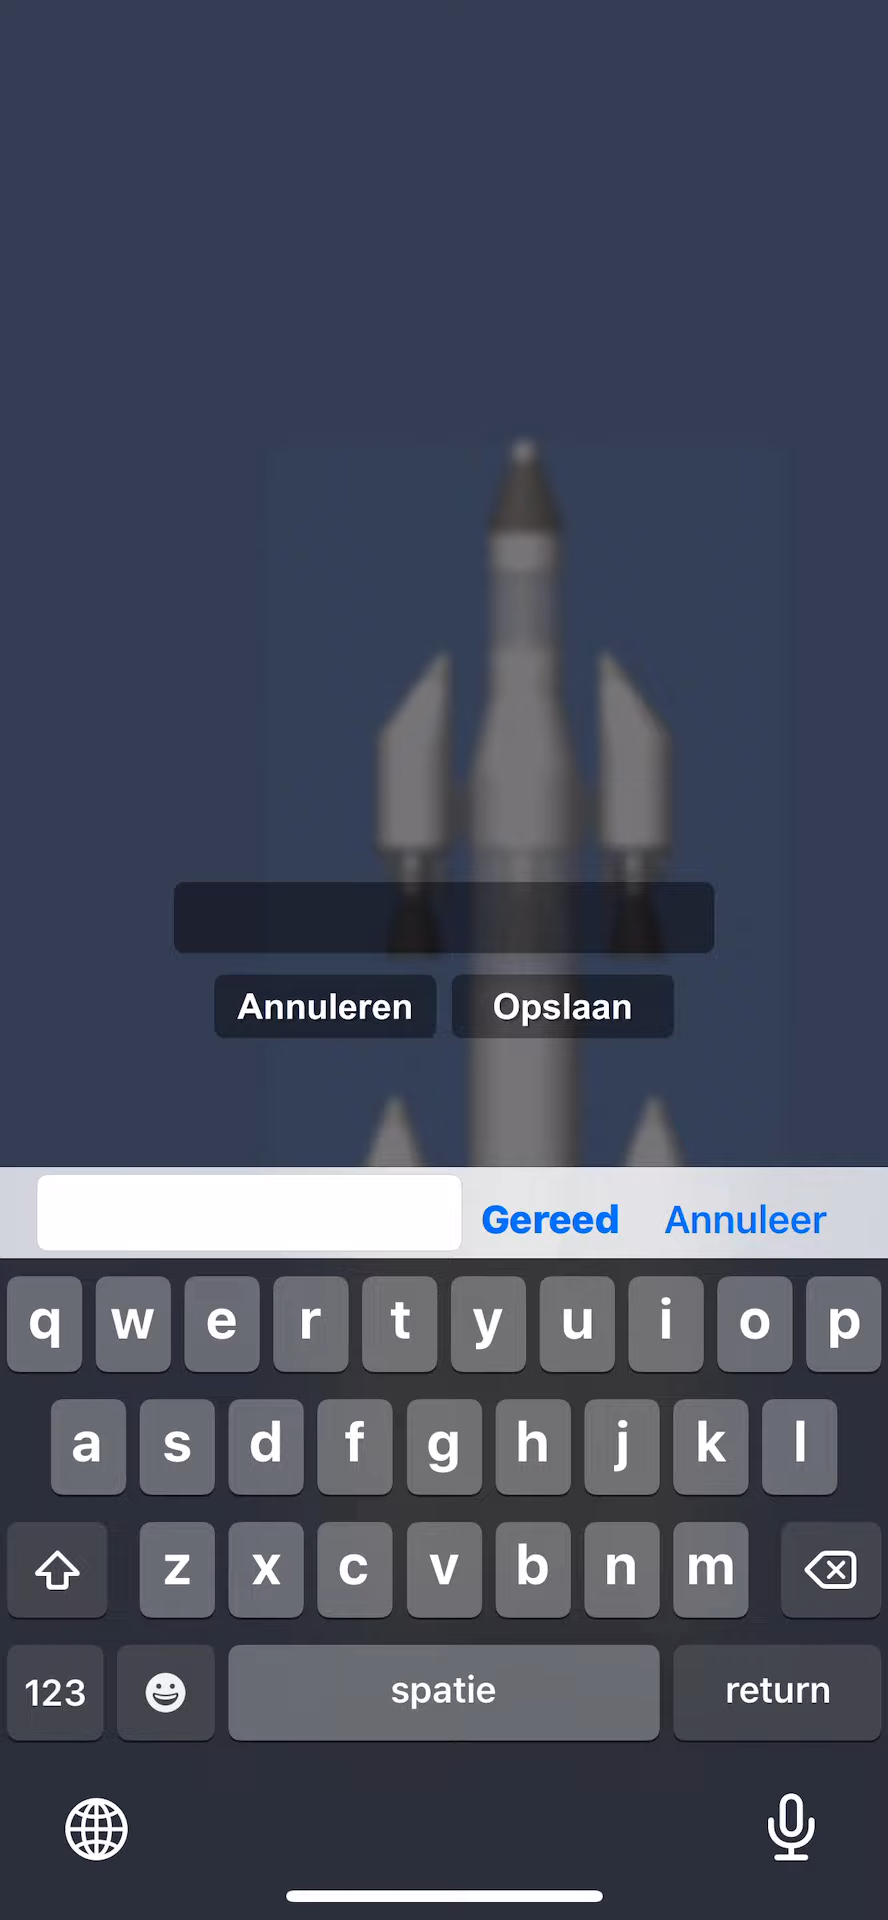 Annuleren Opslaan
Gereed Annuleer
q w e r t y u i o p
a s d f g h j k l
z x c v b n m
123 spatie return